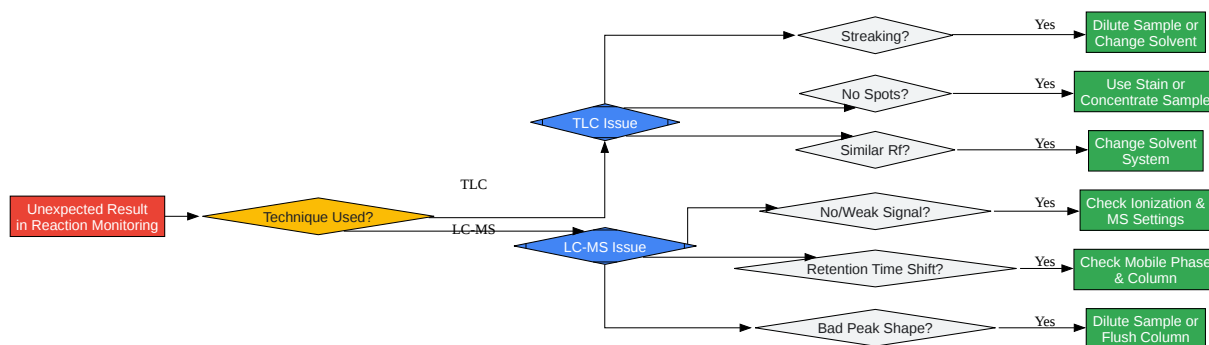 Streaking?
Yes
Dilute Sample or
Change Solvent
No Spots?
Yes
Use Stain or
Concentrate Sample
TLC Issue
Similar Rf?
Yes
Change Solvent
System
TLC
Unexpected Result
in Reaction Monitoring
Technique Used?
No/Weak Signal?
Yes
Check Ionization &
MS Settings
LC-MS
LC-MS Issue
Retention Time Shift?
Yes
Check Mobile Phase
& Column
Bad Peak Shape?
Yes
Dilute Sample or
Flush Column